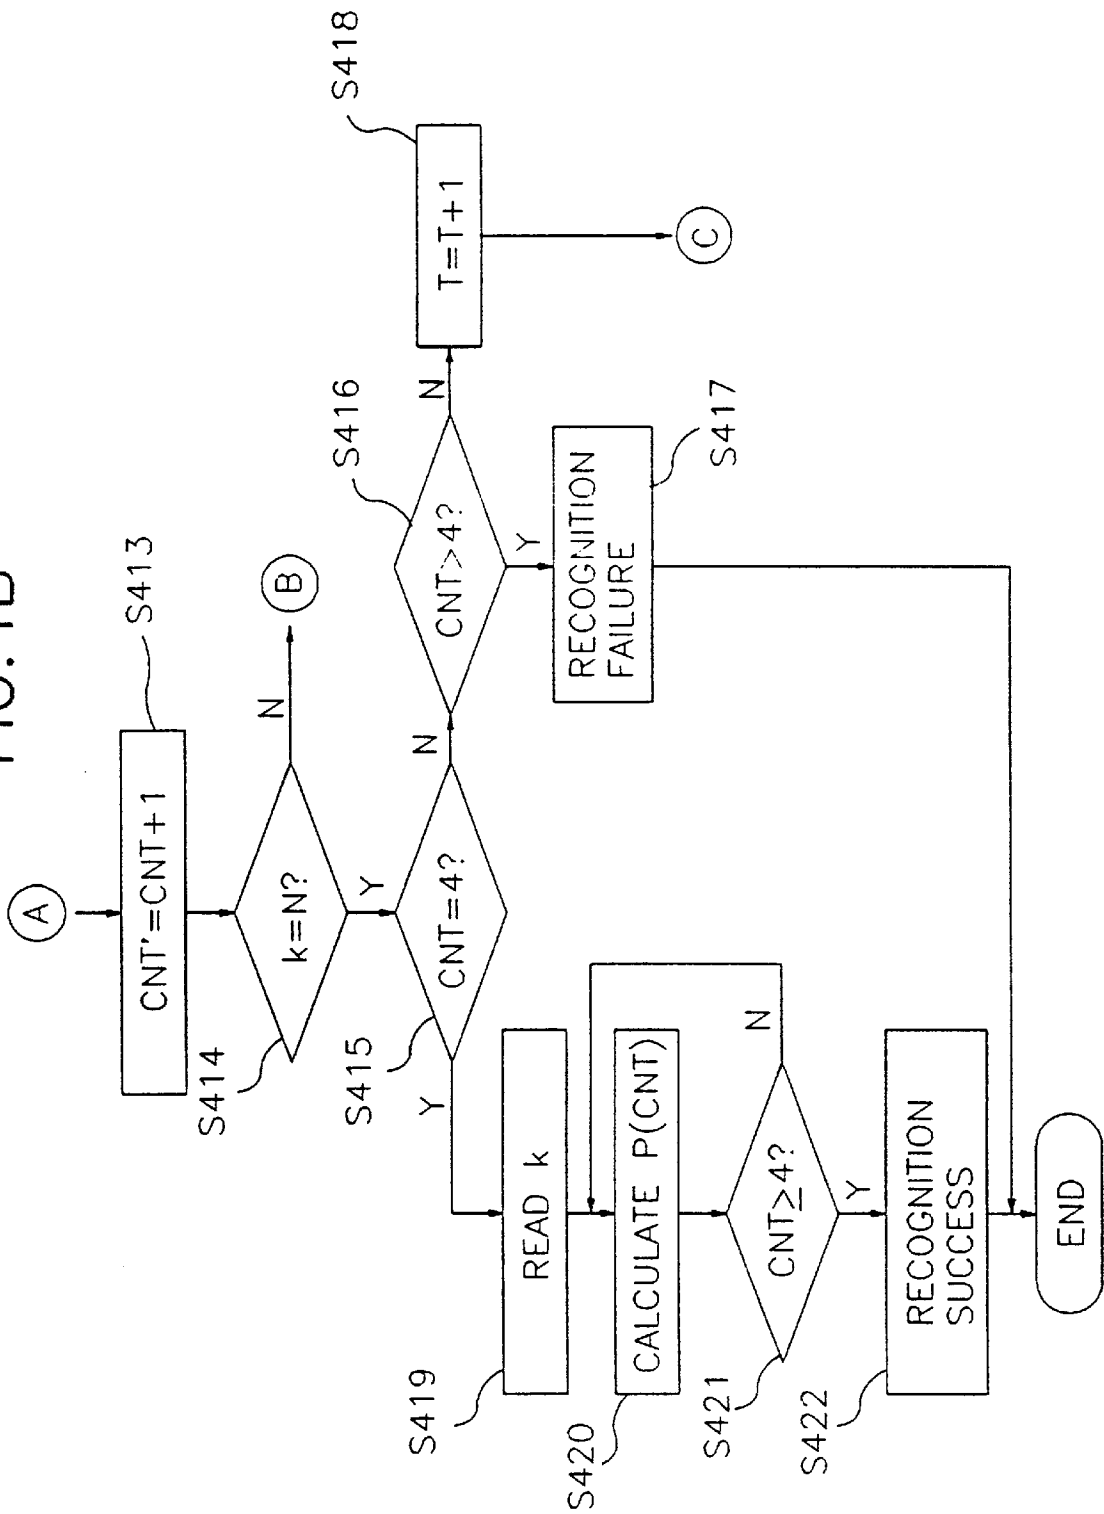 FIG.
A
CNT'=CNT+1
S413
S414
k=N?
N
B
Y
S415
CNT=4?
N
S416
CNT>4?
N
S418
T=T+1
C
Y
Y
RECOGNITION
FAILURE
S417
S419
READ k
S420
CALCULATE P(CNT)
S421
CNT≥4?
N
Y
S422
RECOGNITION
SUCCESS
END